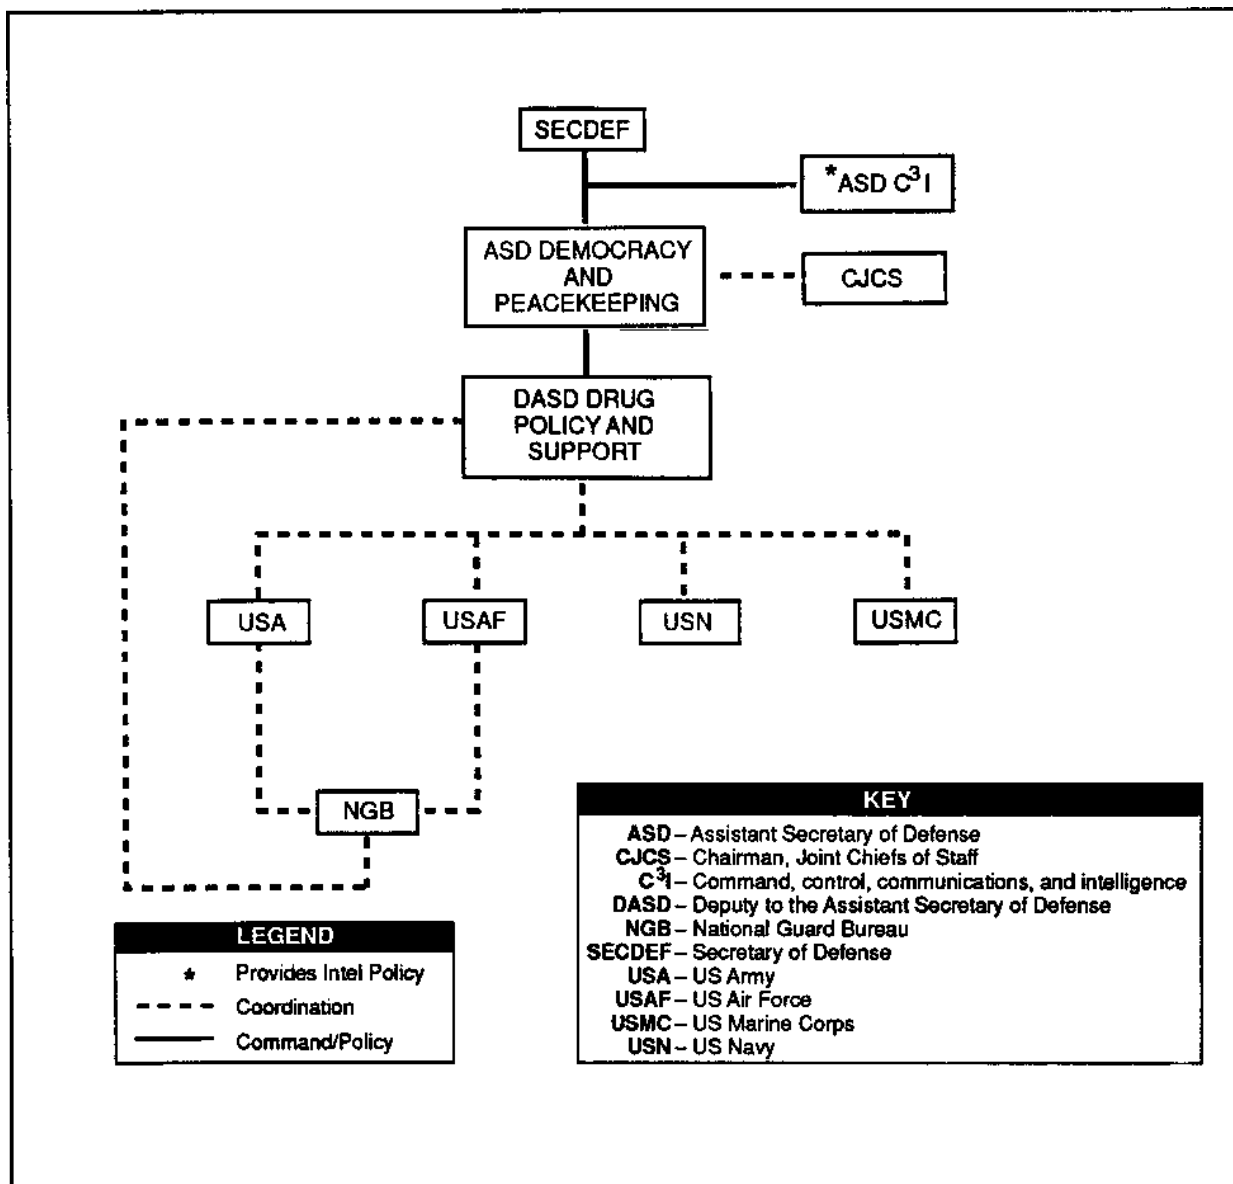 SECDEF
*ASD C³I
ASD DEMOCRACY
AND
PEACEKEEPING
CJCS
DASD DRUG
POLICY AND
SUPPORT
USA
USAF
USN
USMC
NGB
KEY
ASD – Assistant Secretary of Defense
CJCS – Chairman, Joint Chiefs of Staff
C³I – Command, control, communications, and intelligence
DASD – Deputy to the Assistant Secretary of Defense
NGB – National Guard Bureau
SECDEF – Secretary of Defense
USA – US Army
USAF – US Air Force
USMC – US Marine Corps
USN – US Navy
LEGEND
* Provides Intel Policy
Coordination
Command/Policy